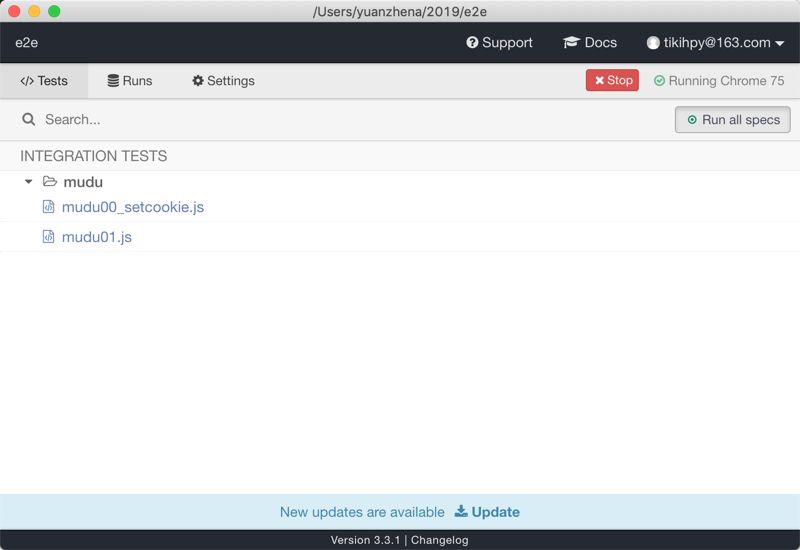 /Users/yuanzhena/2019/e2e
e2e Support Docs tikihpy@163.com
Tests Runs Settings Stop Running Chrome 75
Search... Run all specs
INTEGRATION TESTS
mudu
mudu00_setcookie.js
mudu01.js
New updates are available Update
Version 3.3.1 | Changelog